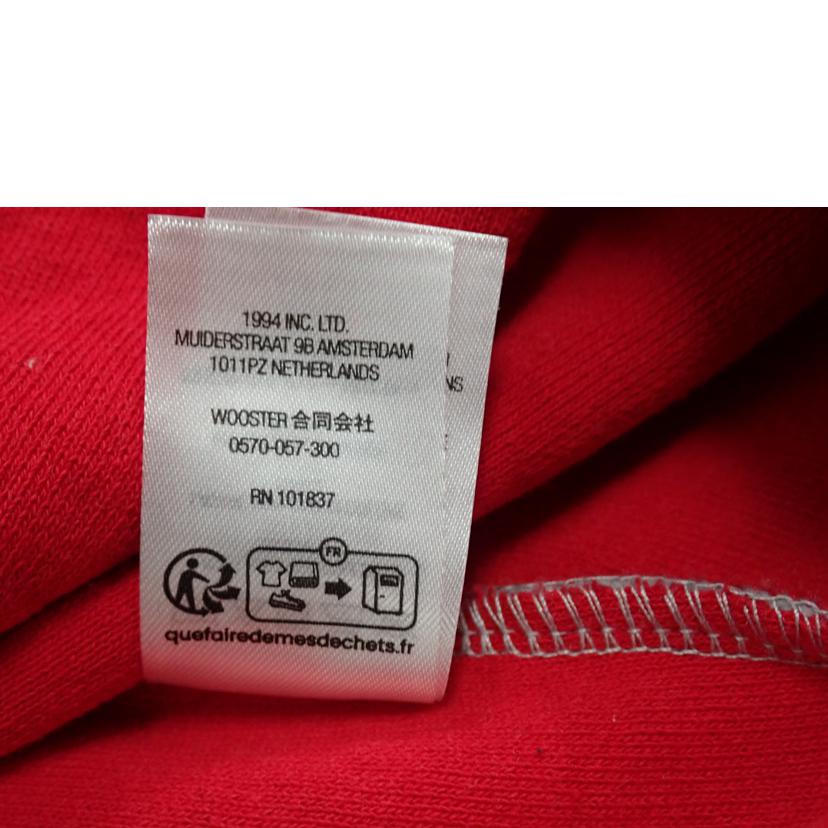 1994 INC. LTD.
MUIDERSTRAAT 9B AMSTERDAM
1011PZ NETHERLANDS
WOOSTER 合同会社
0570-057-300
RN 101837
FR
quefairedemesdechets.fr
NS